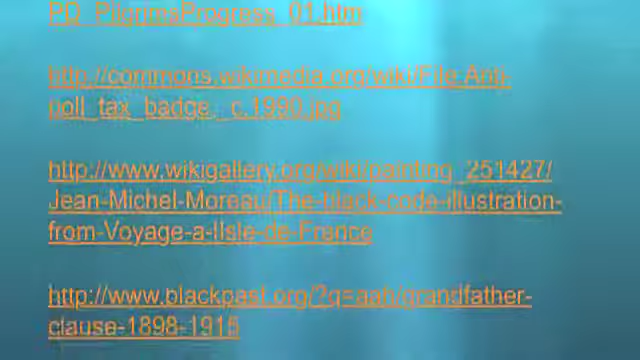 PD_PilgrimsProgress_01.htm
http://commons.wikimedia.org/wiki/File:Anti-
poll_tax_badge,_c.1990.jpg
http://www.wikigallery.org/wiki/painting_251427/
Jean-Michel-Moreau/The-black-code-illustration-
from-Voyage-a-lIsle-de-France
http://www.blackpast.org/?q=aah/grandfather-
clause-1898-1915